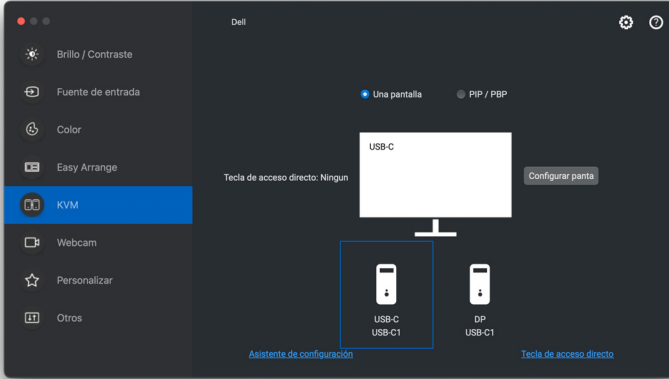 Dell
Brillo / Contraste
Fuente de entrada
Color
Easy Arrange
KVM
Webcam
Personalizar
Otros
Una pantalla
PIP / PBP
USB-C
Tecla de acceso directo: Ningun
Configurar panta
USB-C
USB-C1
DP
USB-C1
Asistente de configuración
Tecla de acceso directo